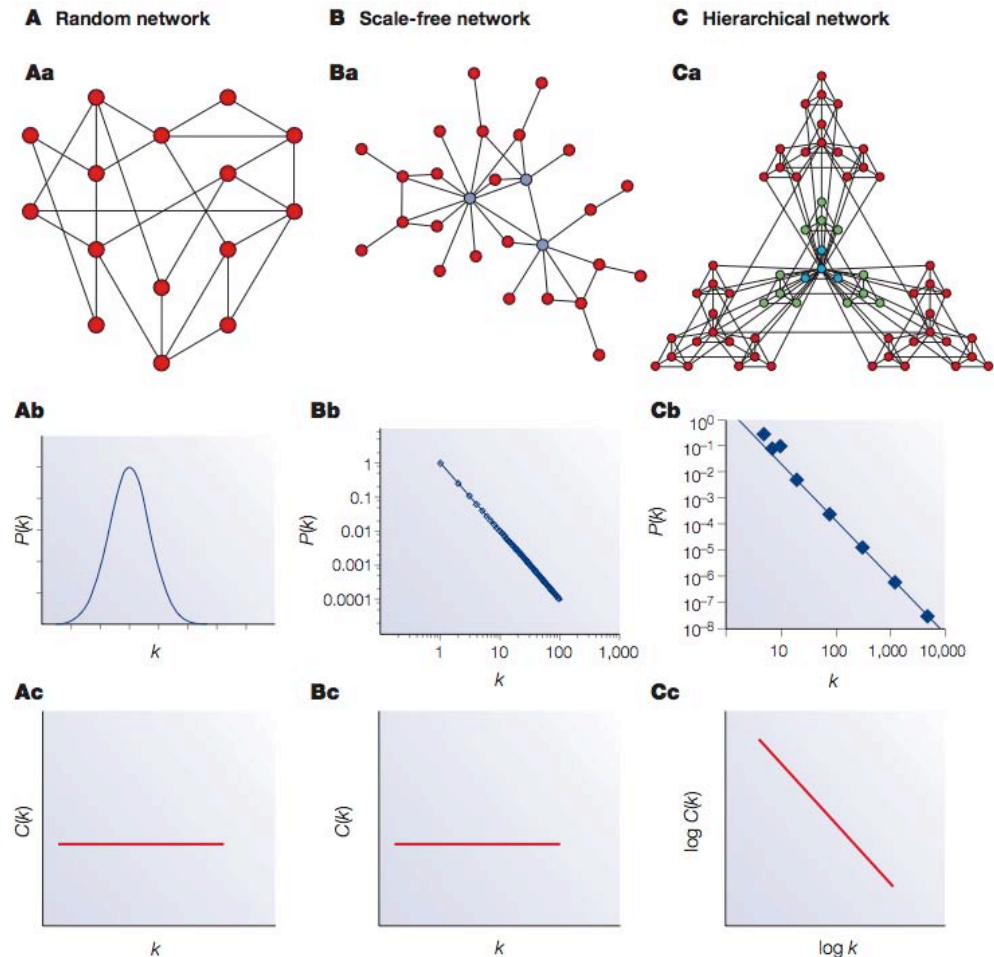 A Random network
B Scale-free network
C Hierarchical network
Aa
Ba
Ca
Ab
P(k)
k
Bb
P(k)
1
0.1
0.01
0.001
0.0001
1
10
100
1,000
k
Cb
P(k)
10⁰
10⁻¹
10⁻²
10⁻³
10⁻⁴
10⁻⁵
10⁻⁶
10⁻⁷
10⁻⁸
10
100
1,000
10,000
k
Ac
C(k)
k
Bc
C(k)
k
Cc
log C(k)
log k